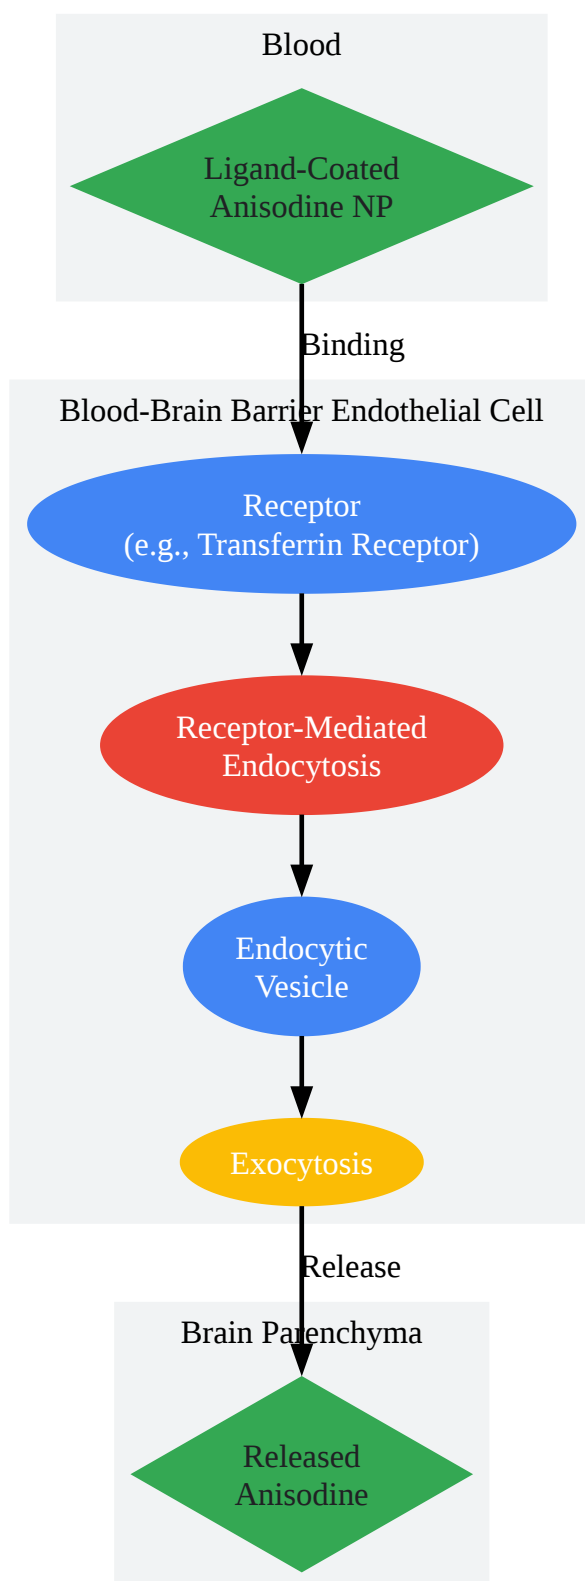 Blood
Ligand-Coated
Anisodine NP
Binding
Blood-Brain Barrier Endothelial Cell
Receptor
(e.g., Transferrin Receptor)
Receptor-Mediated
Endocytosis
Endocytic
Vesicle
Exocytosis
Release
Brain Parenchyma
Released
Anisodine